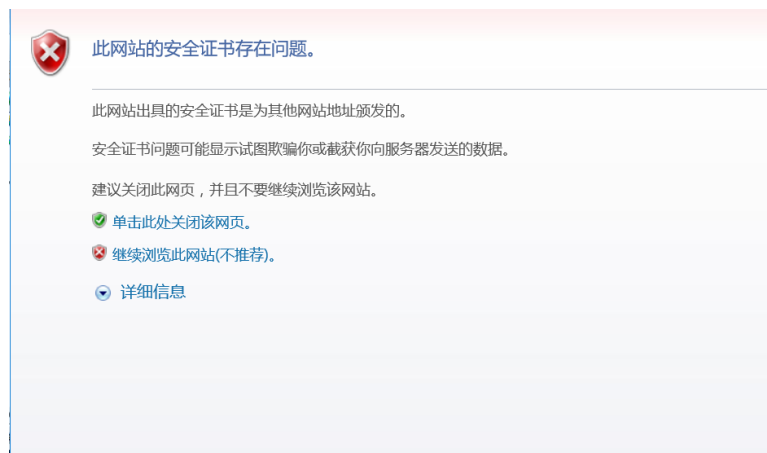 此网站的安全证书存在问题。
此网站出具的安全证书是为其他网站地址颁发的。
安全证书问题可能显示试图欺骗你或截获你向服务器发送的数据。
建议关闭此网页，并且不要继续浏览该网站。
单击此处关闭该网页。
继续浏览此网站(不推荐)。
详细信息